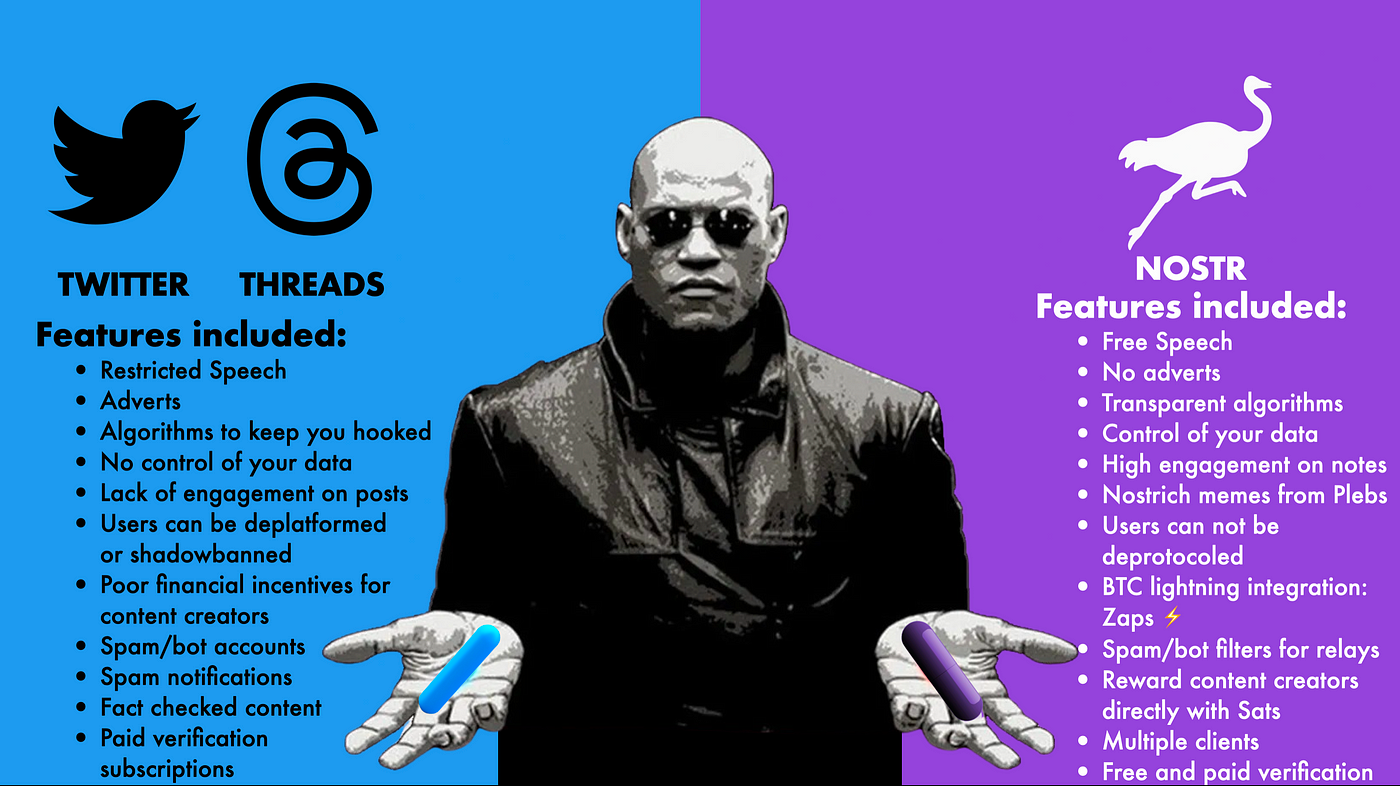 TWITTER
THREADS
Features included:
• Restricted Speech
• Adverts
• Algorithms to keep you hooked
• No control of your data
• Lack of engagement on posts
• Users can be deplatformed
or shadowbanned
• Poor financial incentives for
content creators
• Spam/bot accounts
• Spam notifications
• Fact checked content
• Paid verification
subscriptions
NOSTR
Features included:
• Free Speech
• No adverts
• Transparent algorithms
• Control of your data
• High engagement on notes
• Nostrich memes from Plebs
• Users can not be
deprotocoled
• BTC lightning integration:
Zaps ⚡
• Spam/bot filters for relays
• Reward content creators
directly with Sats
• Multiple clients
• Free and paid verification